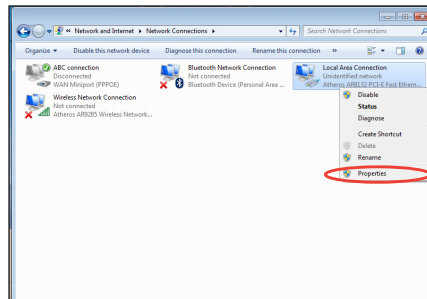 « Network and Internet ▸ Network Connections ▸ Search Network Connections
Organize ▾ Disable this network device Diagnose this connection Rename this connection »
ABC connection
Disconnected
WAN Miniport (PPPOE)
Bluetooth Network Connection
Not connected
Bluetooth Device (Personal Area ...
Local Area Connection
Unidentified network
Atheros AR8132 PCI-E Fast Ethern...
Wireless Network Connection
Not connected
Atheros AR9285 Wireless Network...
Disable
Status
Diagnose
Create Shortcut
Delete
Rename
Properties